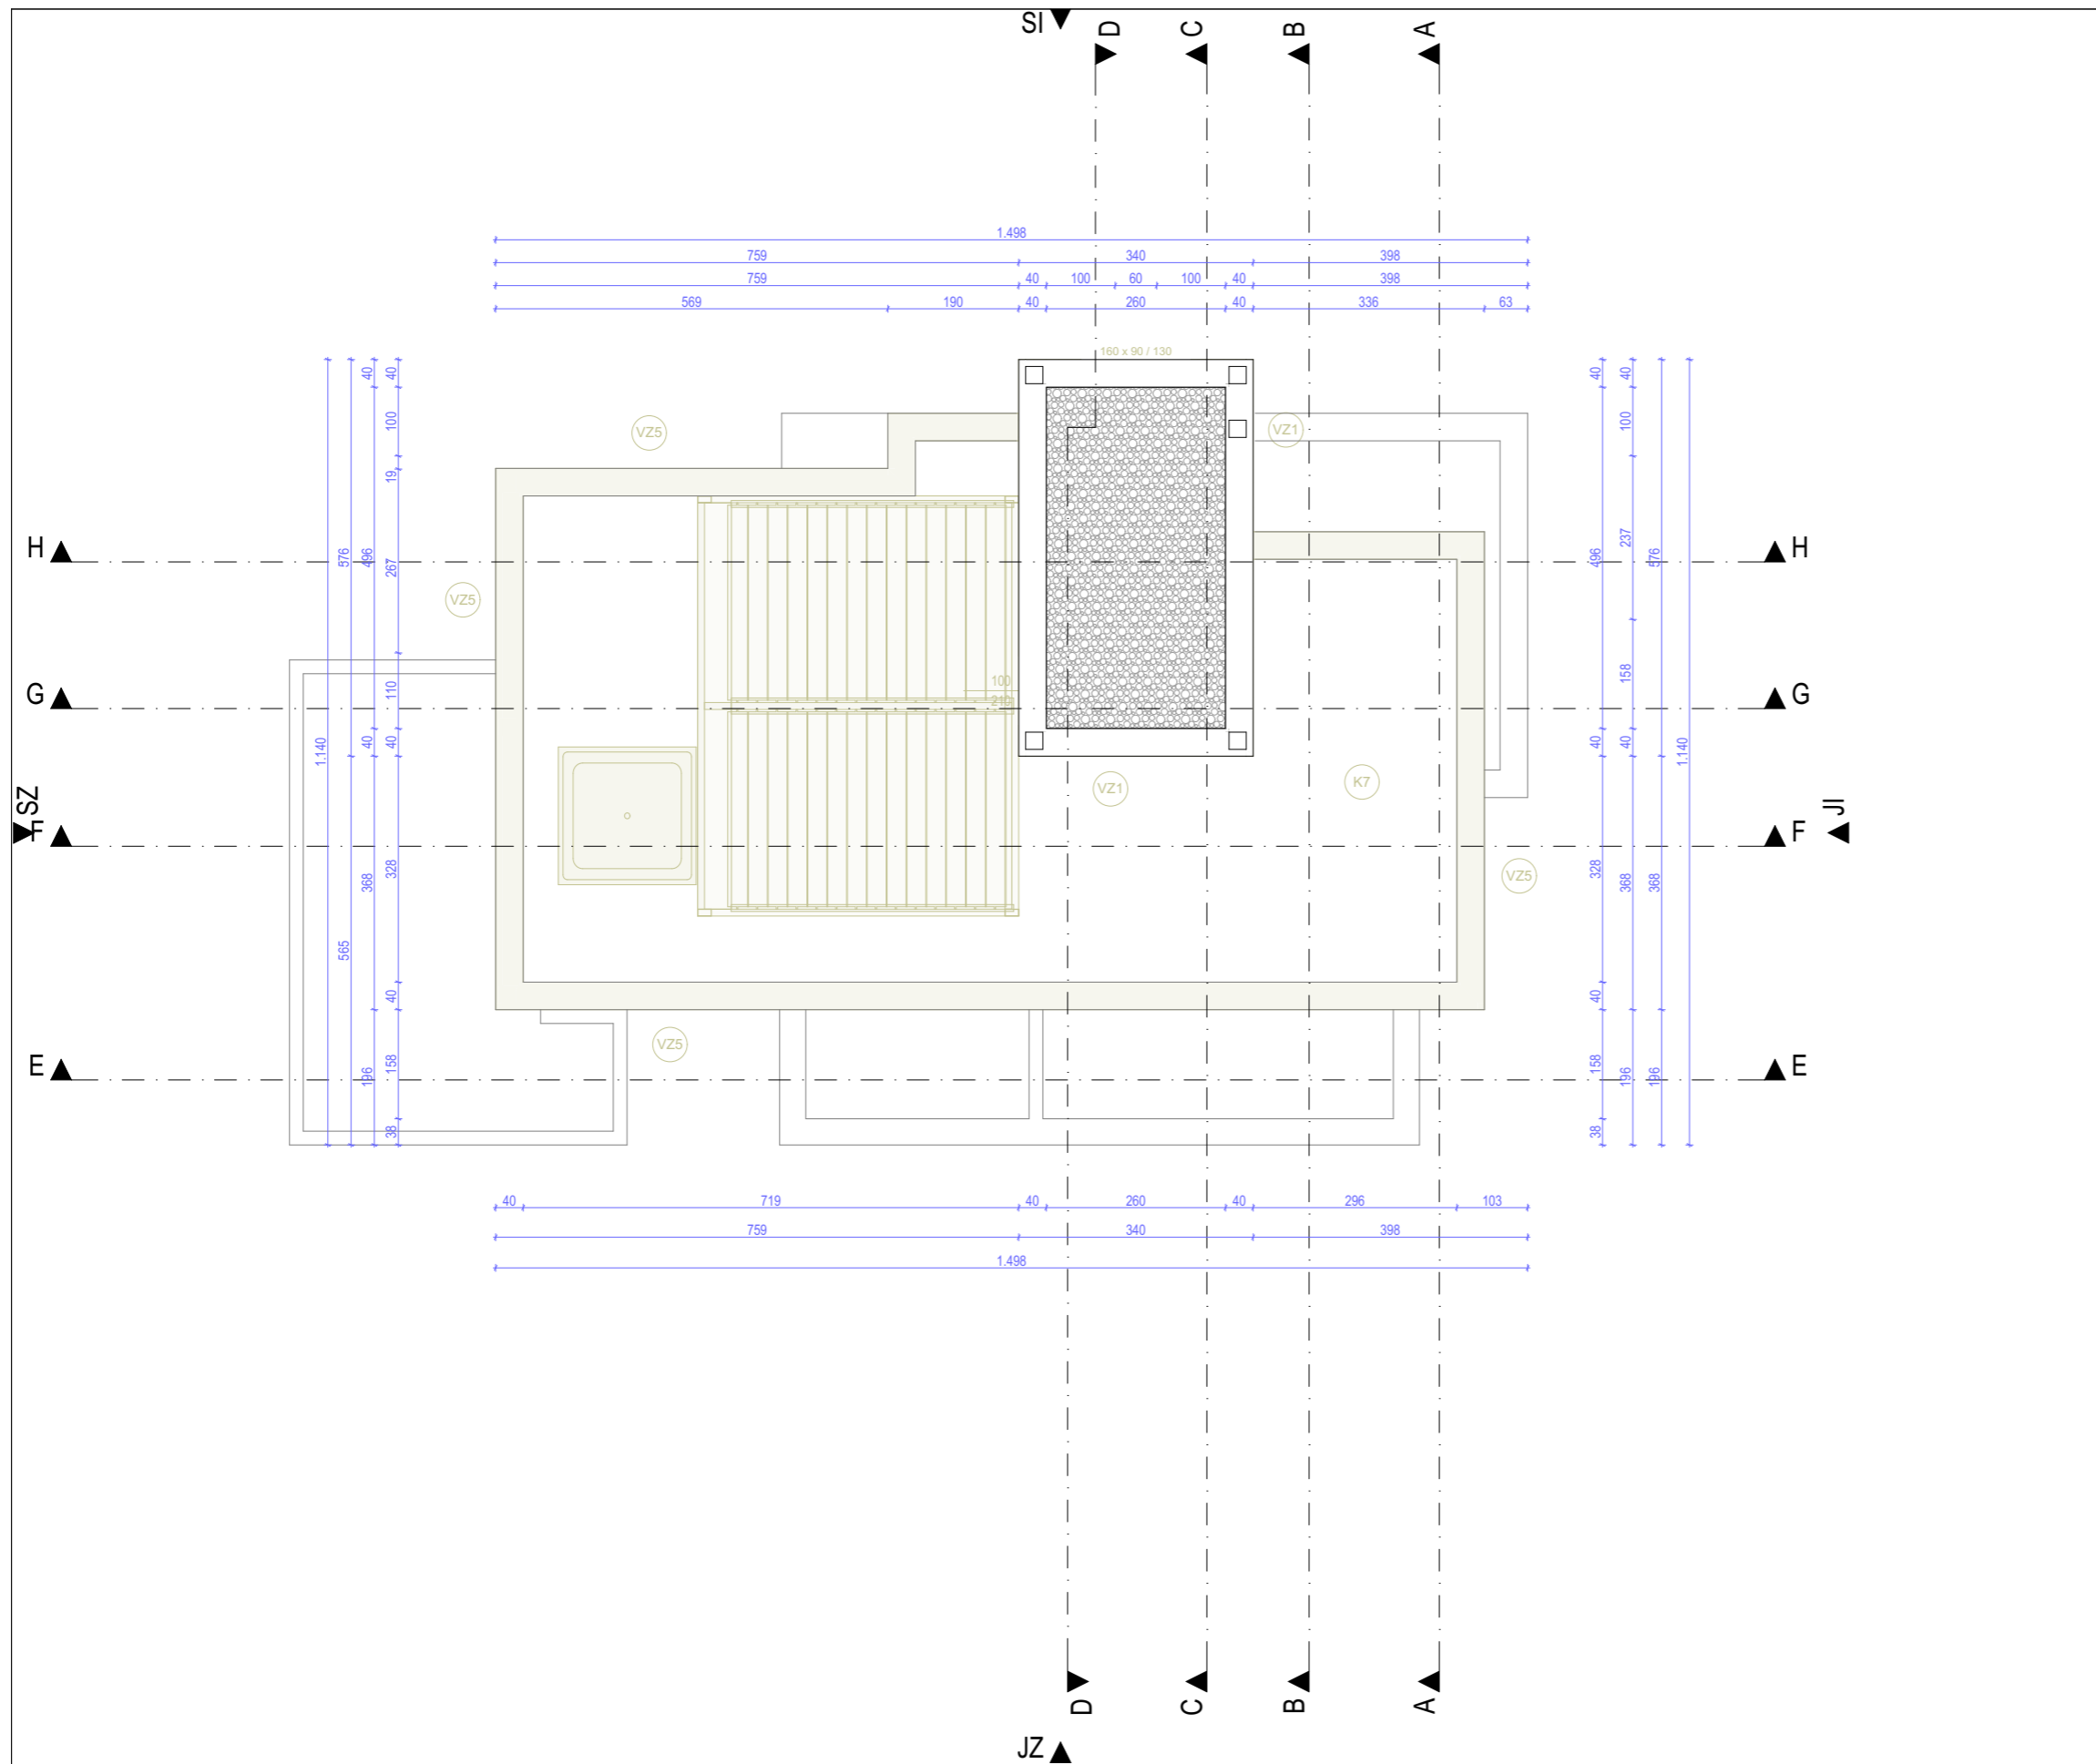 SI
D
C
B
A
1.498
759 340 398
759 40 100 60 100 40 398
569 190 40 260 40 336 63
160 x 90 / 130
40 40
40 40
100
100
VZ5
VZ1
19
H
576 496 267
496 237 576
H
VZ5
G
100
210
110
158
G
1.140
40 40
40 40
1.140
SZ
VZ1
K7
JI
F
F
368 328
328 368 368
VZ5
565
40
40
VZ5
E
196 158
158 196 196
E
38
38
40 719 40 260 40 296 103
759 340 398
1.498
D
C
B
A
JZ